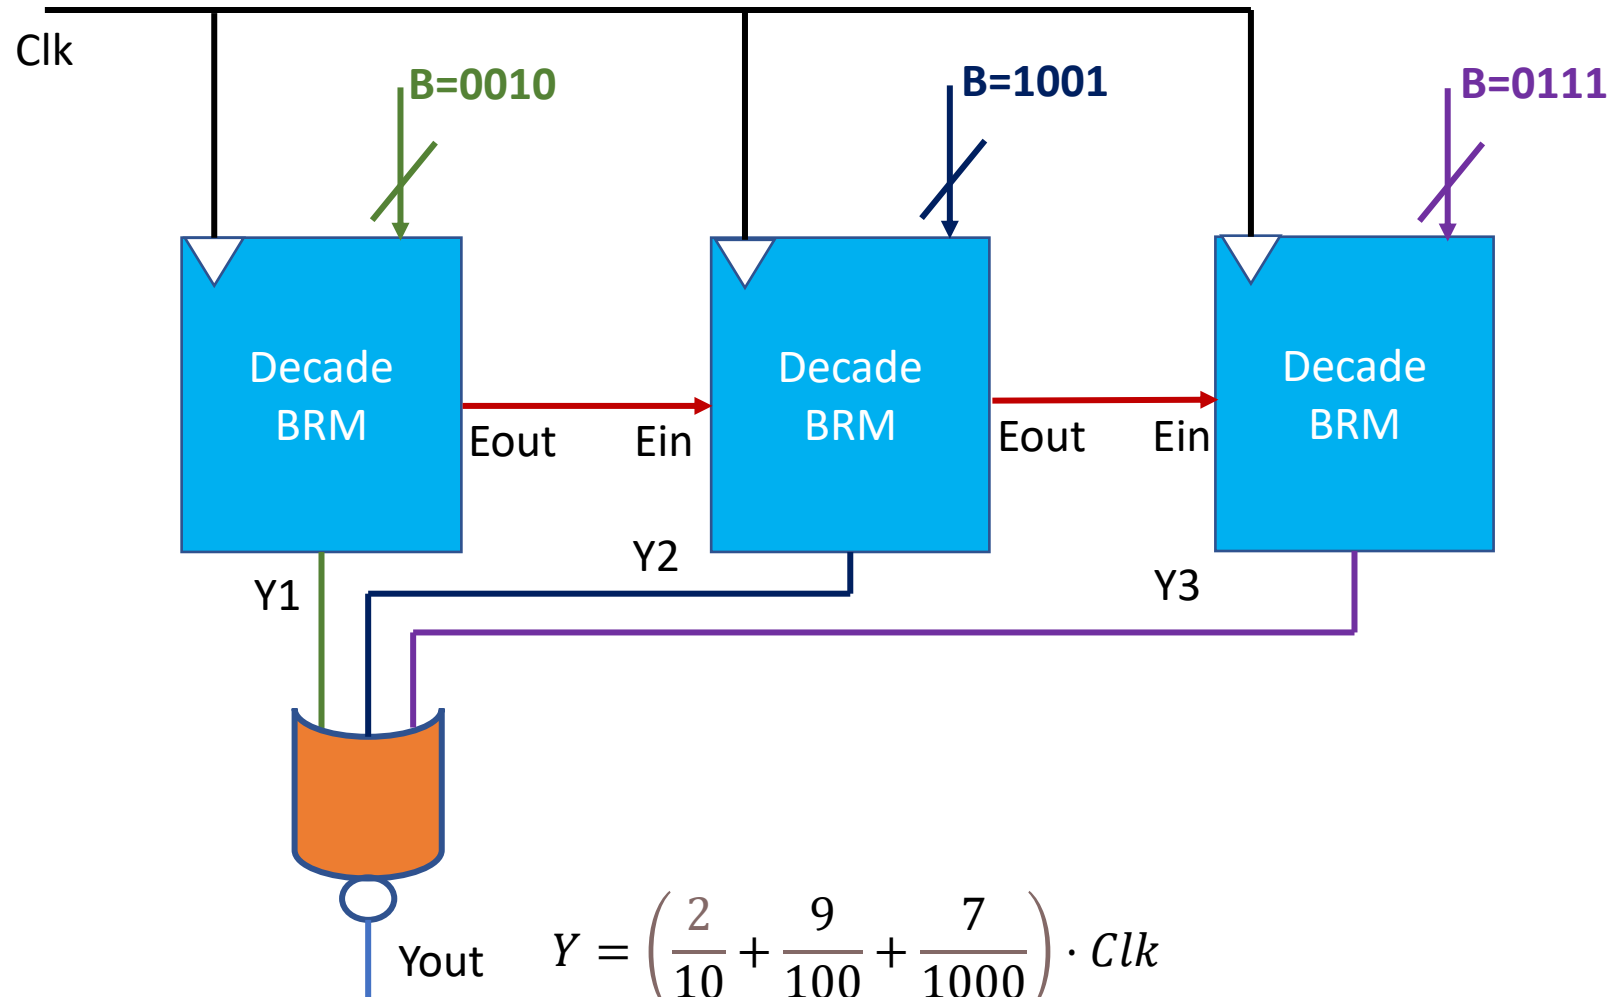 Clk
B=0010
B=1001
B=0111
Decade
BRM
Decade
BRM
Decade
BRM
Eout
Ein
Eout
Ein
Y1
Y2
Y3
Yout
Y = (2/10 + 9/100 + 7/1000) · Clk